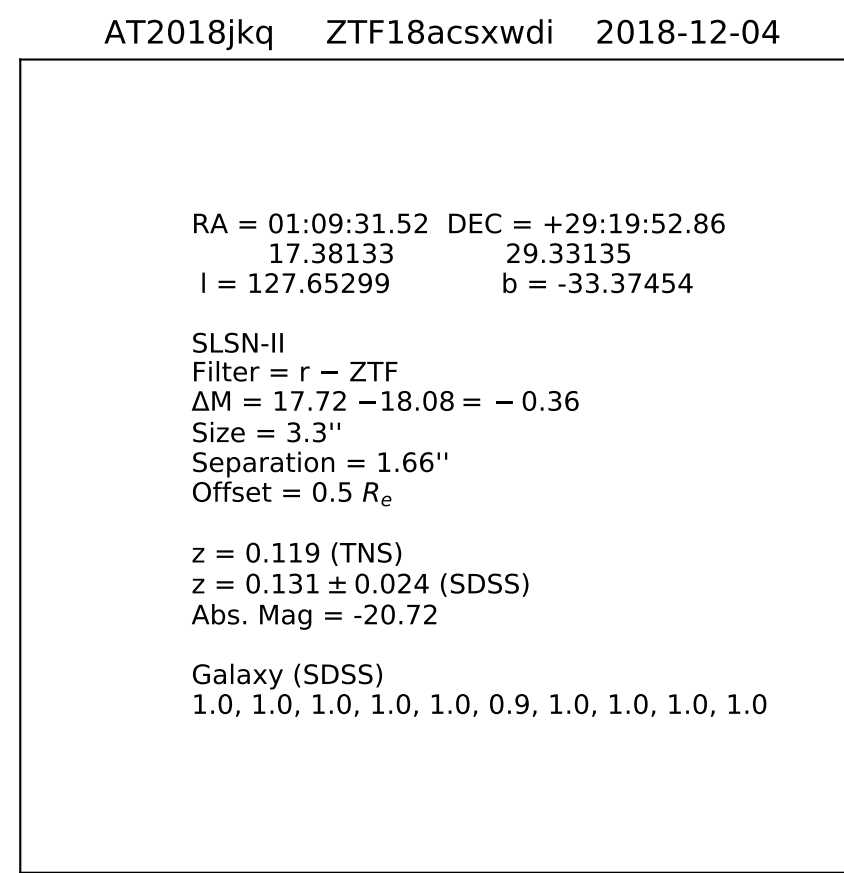 AT2018jkq ZTF18acsxwdi 2018-12-04
RA = 01:09:31.52 DEC = +29:19:52.86
17.38133 29.33135
l = 127.65299 b = -33.37454
SLSN-II
Filter = r − ZTF
ΔM = 17.72 −18.08 = − 0.36
Size = 3.3''
Separation = 1.66''
Offset = 0.5 Rₑ
z = 0.119 (TNS)
z = 0.131 ± 0.024 (SDSS)
Abs. Mag = -20.72
Galaxy (SDSS)
1.0, 1.0, 1.0, 1.0, 1.0, 0.9, 1.0, 1.0, 1.0, 1.0